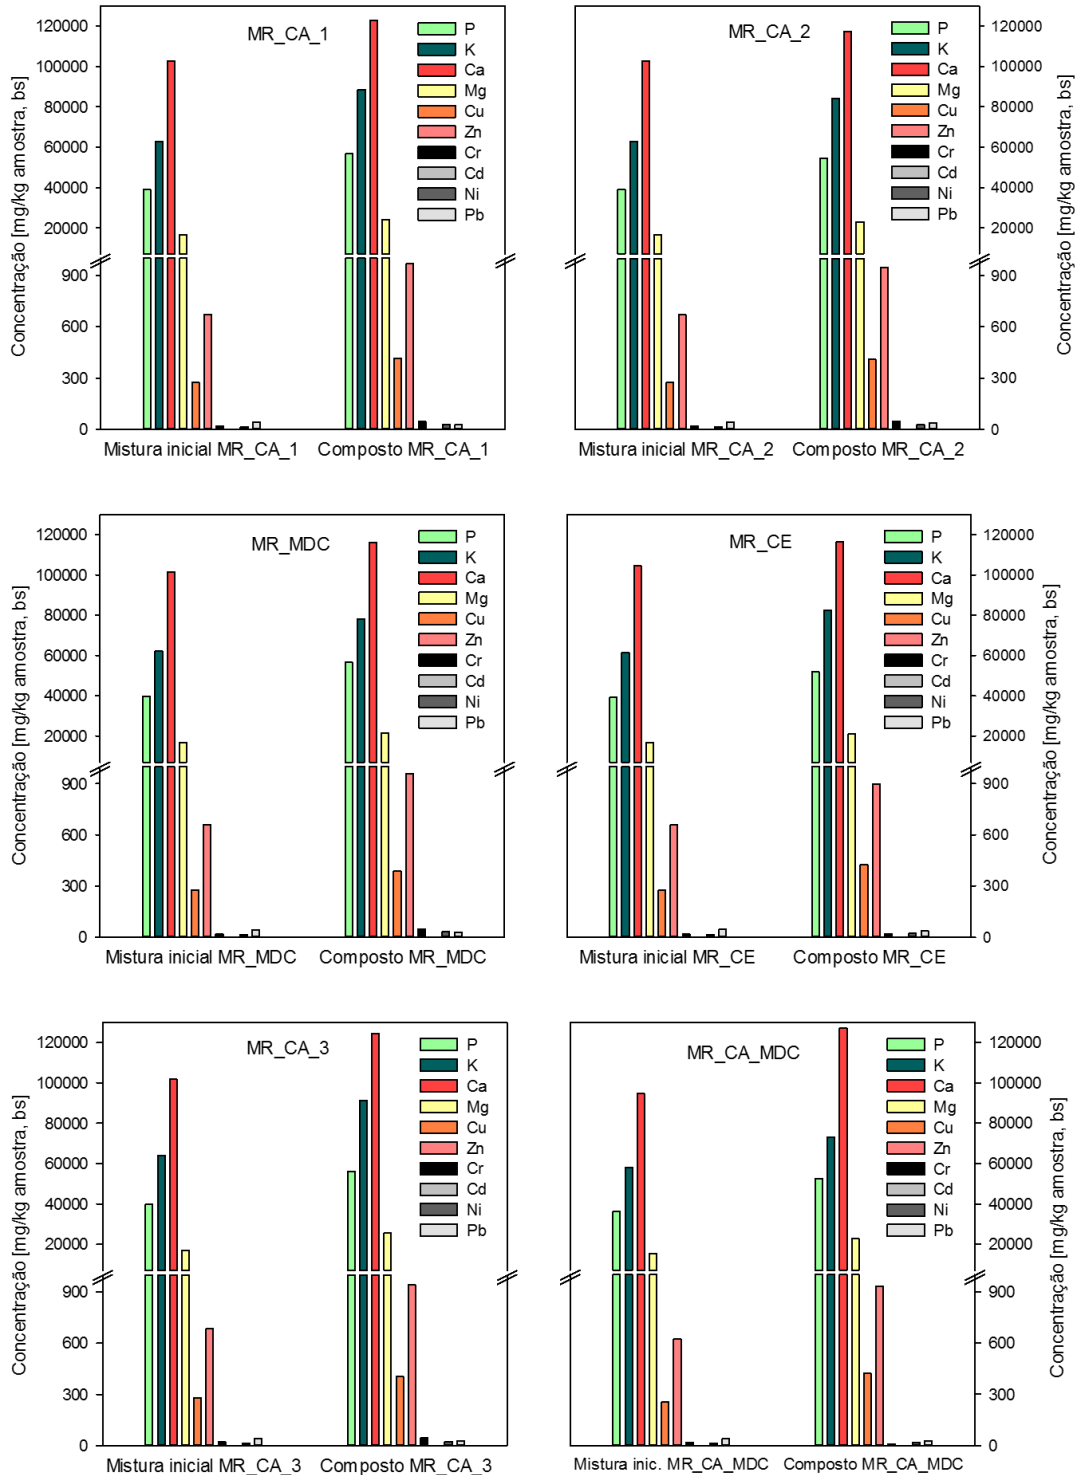 MR_CA_1
P
K
Ca
Mg
Cu
Zn
Cr
Cd
Ni
Pb
120000
100000
80000
60000
40000
20000
900
600
300
0
Concentração [mg/kg amostra, bs]
Mistura inicial MR_CA_1
Composto MR_CA_1
MR_CA_2
P
K
Ca
Mg
Cu
Zn
Cr
Cd
Ni
Pb
120000
100000
80000
60000
40000
20000
900
600
300
0
Concentração [mg/kg amostra, bs]
Mistura inicial MR_CA_2
Composto MR_CA_2
MR_MDC
P
K
Ca
Mg
Cu
Zn
Cr
Cd
Ni
Pb
120000
100000
80000
60000
40000
20000
900
600
300
0
Concentração [mg/kg amostra, bs]
Mistura inicial MR_MDC
Composto MR_MDC
MR_CE
P
K
Ca
Mg
Cu
Zn
Cr
Cd
Ni
Pb
120000
100000
80000
60000
40000
20000
900
600
300
0
Concentração [mg/kg amostra, bs]
Mistura inicial MR_CE
Composto MR_CE
MR_CA_3
P
K
Ca
Mg
Cu
Zn
Cr
Cd
Ni
Pb
120000
100000
80000
60000
40000
20000
900
600
300
0
Concentração [mg/kg amostra, bs]
Mistura inicial MR_CA_3
Composto MR_CA_3
MR_CA_MDC
P
K
Ca
Mg
Cu
Zn
Cr
Cd
Ni
Pb
120000
100000
80000
60000
40000
20000
900
600
300
0
Concentração [mg/kg amostra, bs]
Mistura inic. MR_CA_MDC
Composto MR_CA_MDC